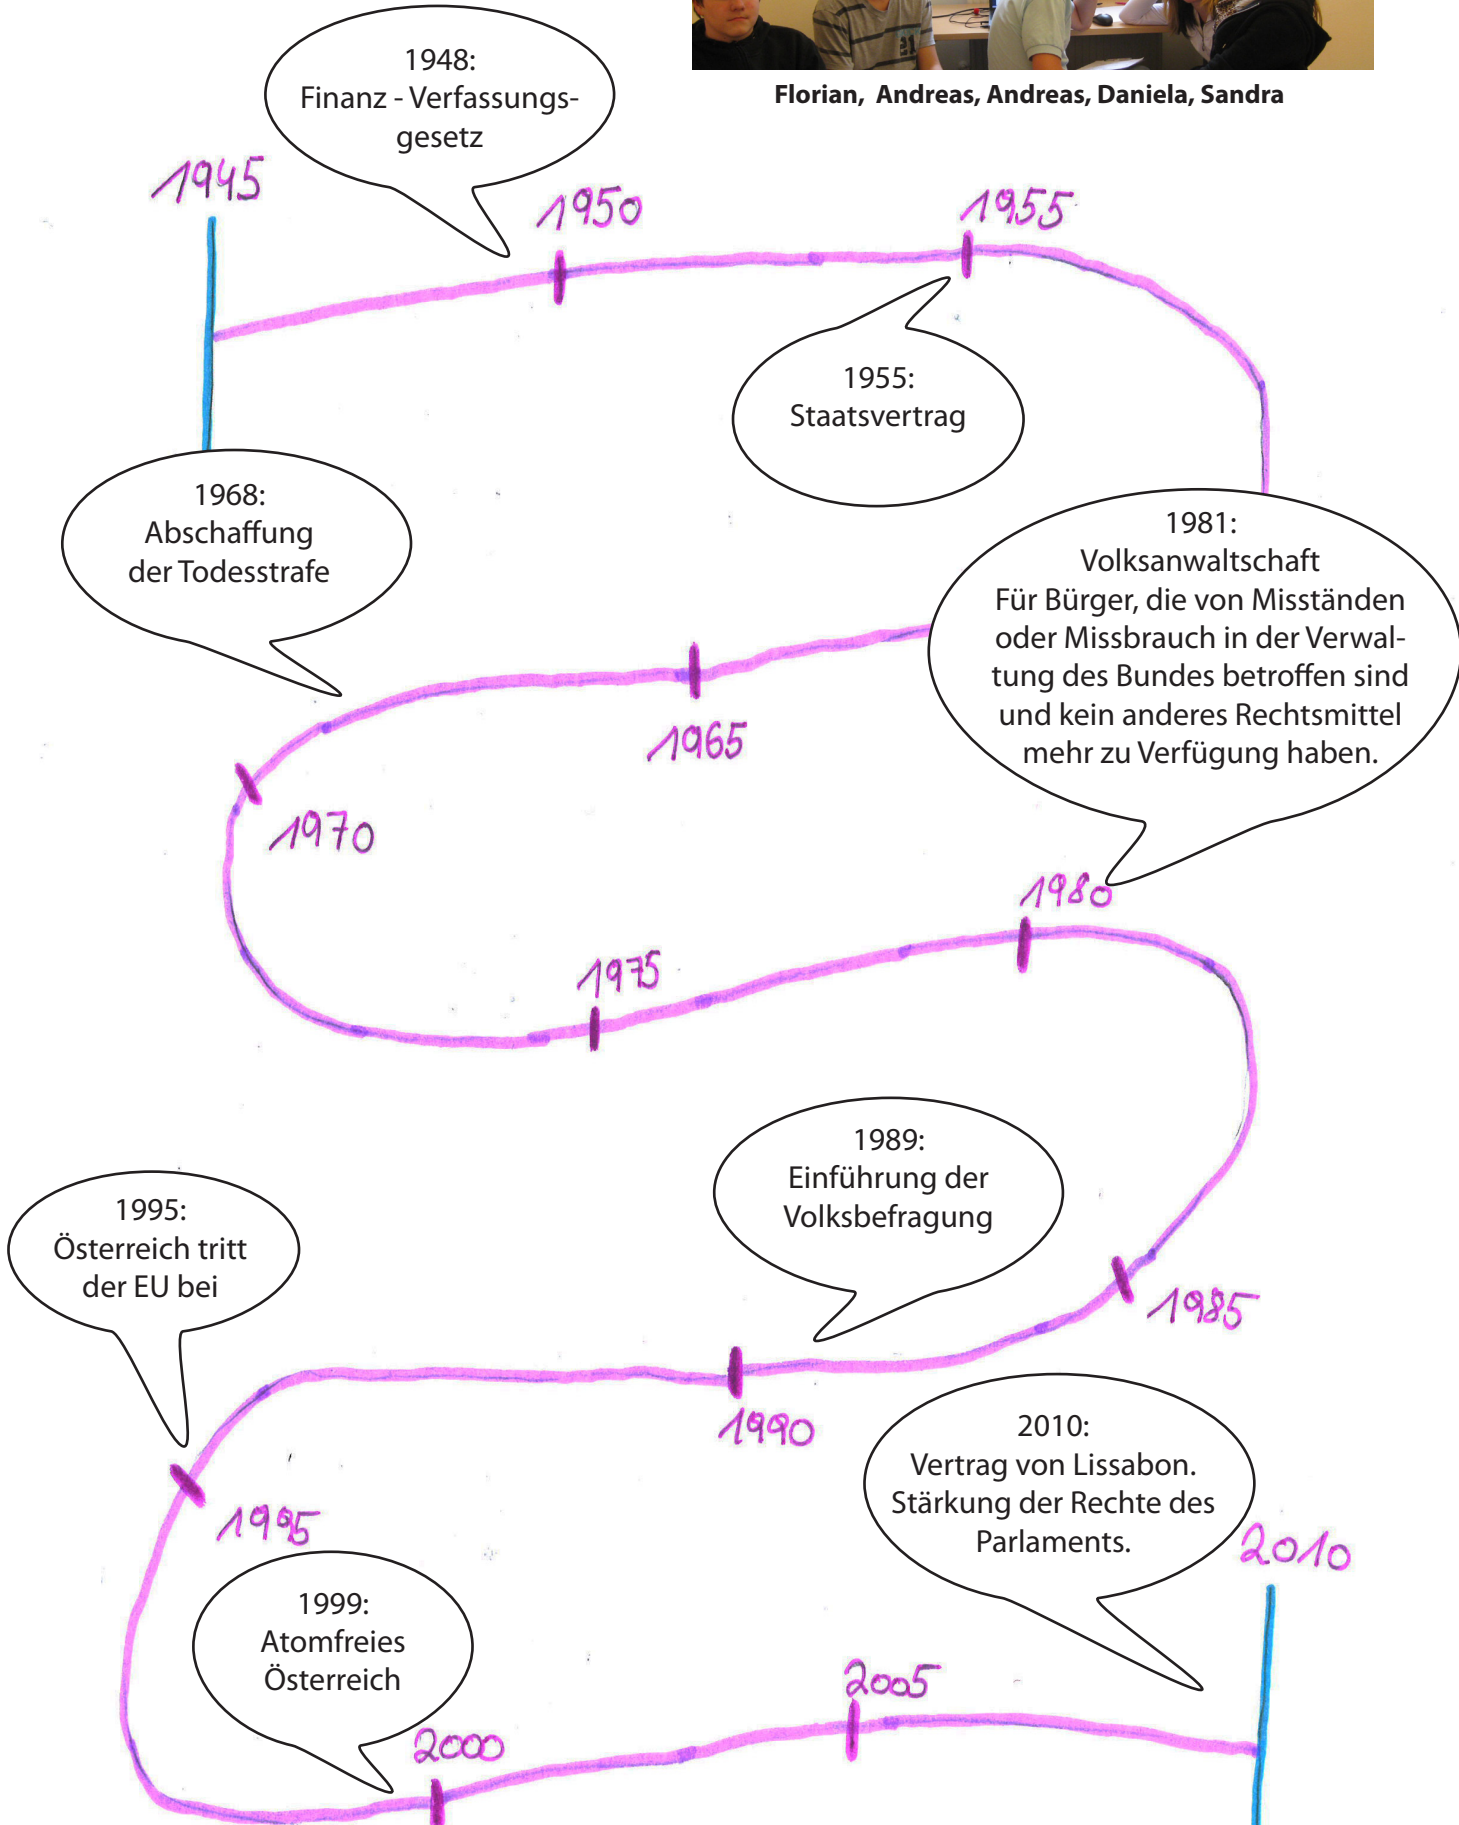 Florian, Andreas, Andreas, Daniela, Sandra
1948:
Finanz - Verfassungs-
gesetz
1945
1950
1955
1955:
Staatsvertrag
1968:
Abschaffung
der Todesstrafe
1981:
Volksanwaltschaft
Für Bürger, die von Misständen
oder Missbrauch in der Verwal-
tung des Bundes betroffen sind
und kein anderes Rechtsmittel
mehr zu Verfügung haben.
1965
1970
1975
1980
1989:
Einführung der
Volksbefragung
1985
1990
1995:
Österreich tritt
der EU bei
1995
1999:
Atomfreies
Österreich
2000
2005
2010:
Vertrag von Lissabon.
Stärkung der Rechte des
Parlaments.
2010